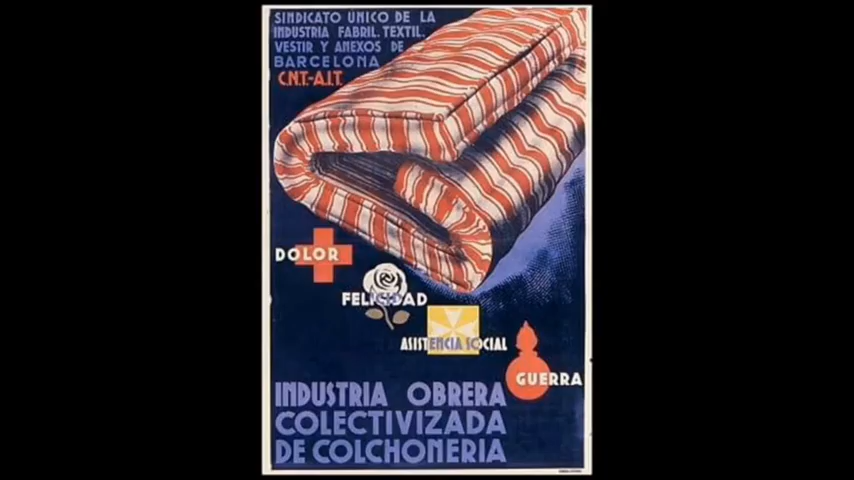 SINDICATO UNICO DE LA
INDUSTRIA FABRIL. TEXTIL.
VESTIR Y ANEXOS DE
BARCELONA
C.N.T.-A.I.T.
DOLOR
FELICIDAD
ASISTENCIA SOCIAL
GUERRA
INDUSTRIA OBRERA
COLECTIVIZADA
DE COLCHONERIA